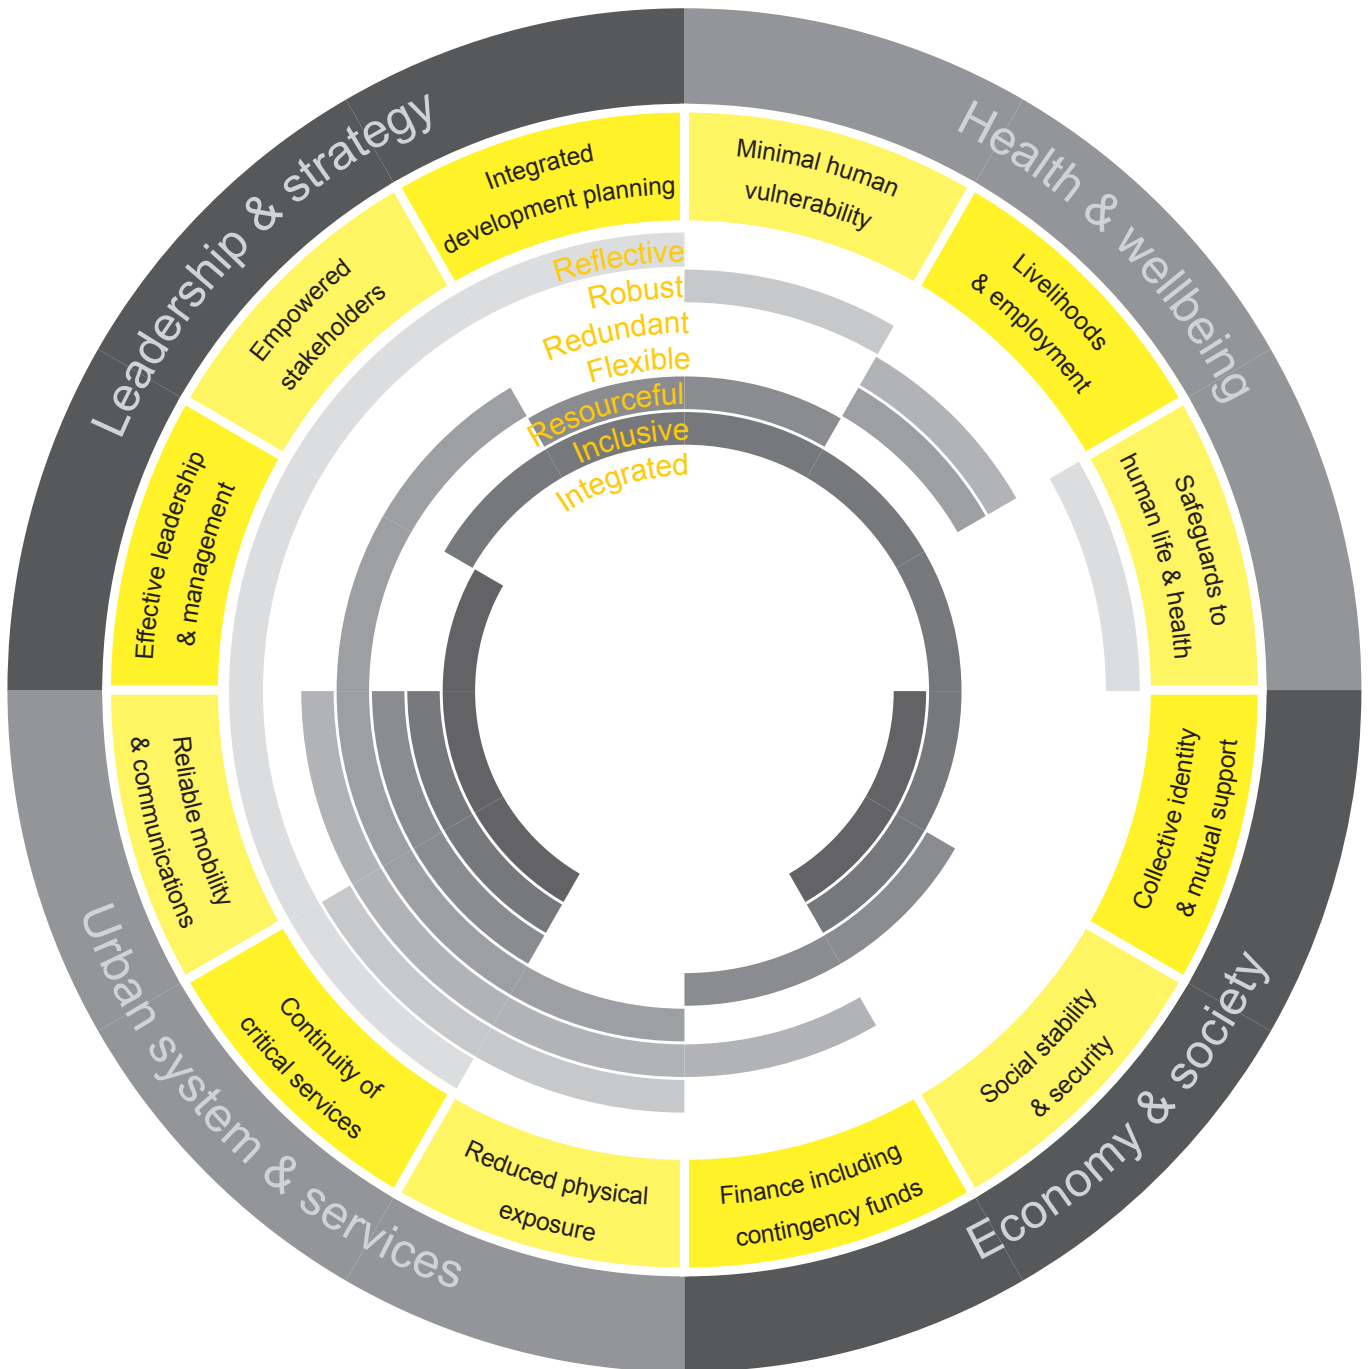 Leadership & strategy
Health & wellbeing
Economy & society
Urban system & services
Integrated
development planning
Minimal human
vulnerability
Livelihoods
& employment
Safeguards to
human life & health
Collective identity
& mutual support
Social stability
& security
Finance including
contingency funds
Reduced physical
exposure
Continuity of
critical services
Reliable mobility
& communications
Effective leadership
& management
Empowered
stakeholders
Reflective
Robust
Redundant
Flexible
Resourceful
Inclusive
Integrated